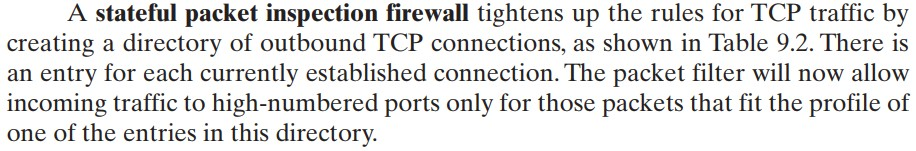 A stateful packet inspection firewall tightens up the rules for TCP traffic by
creating a directory of outbound TCP connections, as shown in Table 9.2. There is
an entry for each currently established connection. The packet filter will now allow
incoming traffic to high-numbered ports only for those packets that fit the profile of
one of the entries in this directory.